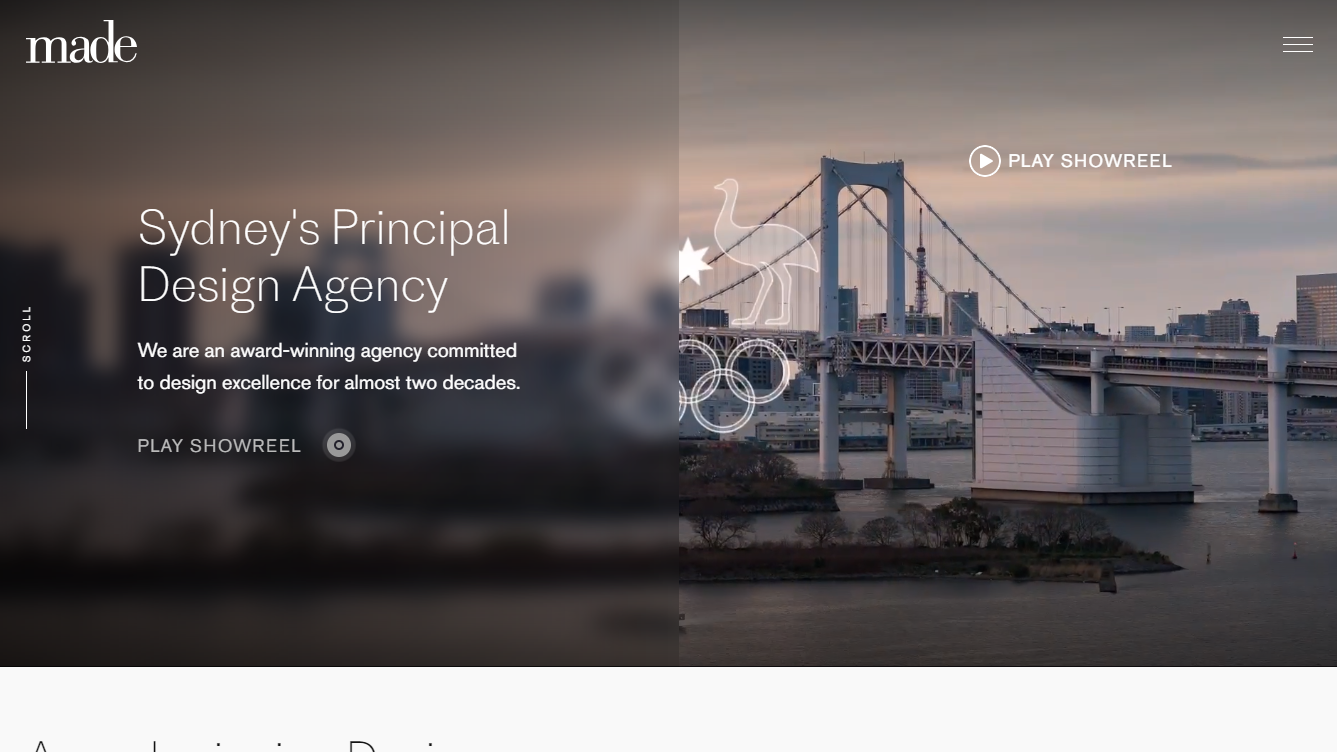 made
PLAY SHOWREEL
Sydney's Principal
Design Agency
We are an award-winning agency committed
to design excellence for almost two decades.
PLAY SHOWREEL
SCROLL